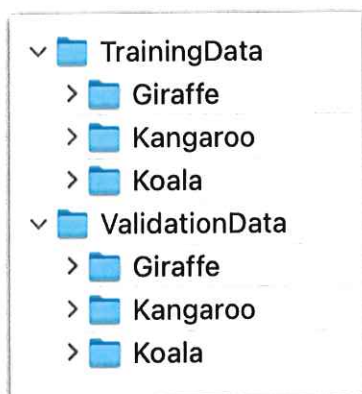 TrainingData
Giraffe
Kangaroo
Koala
ValidationData
Giraffe
Kangaroo
Koala